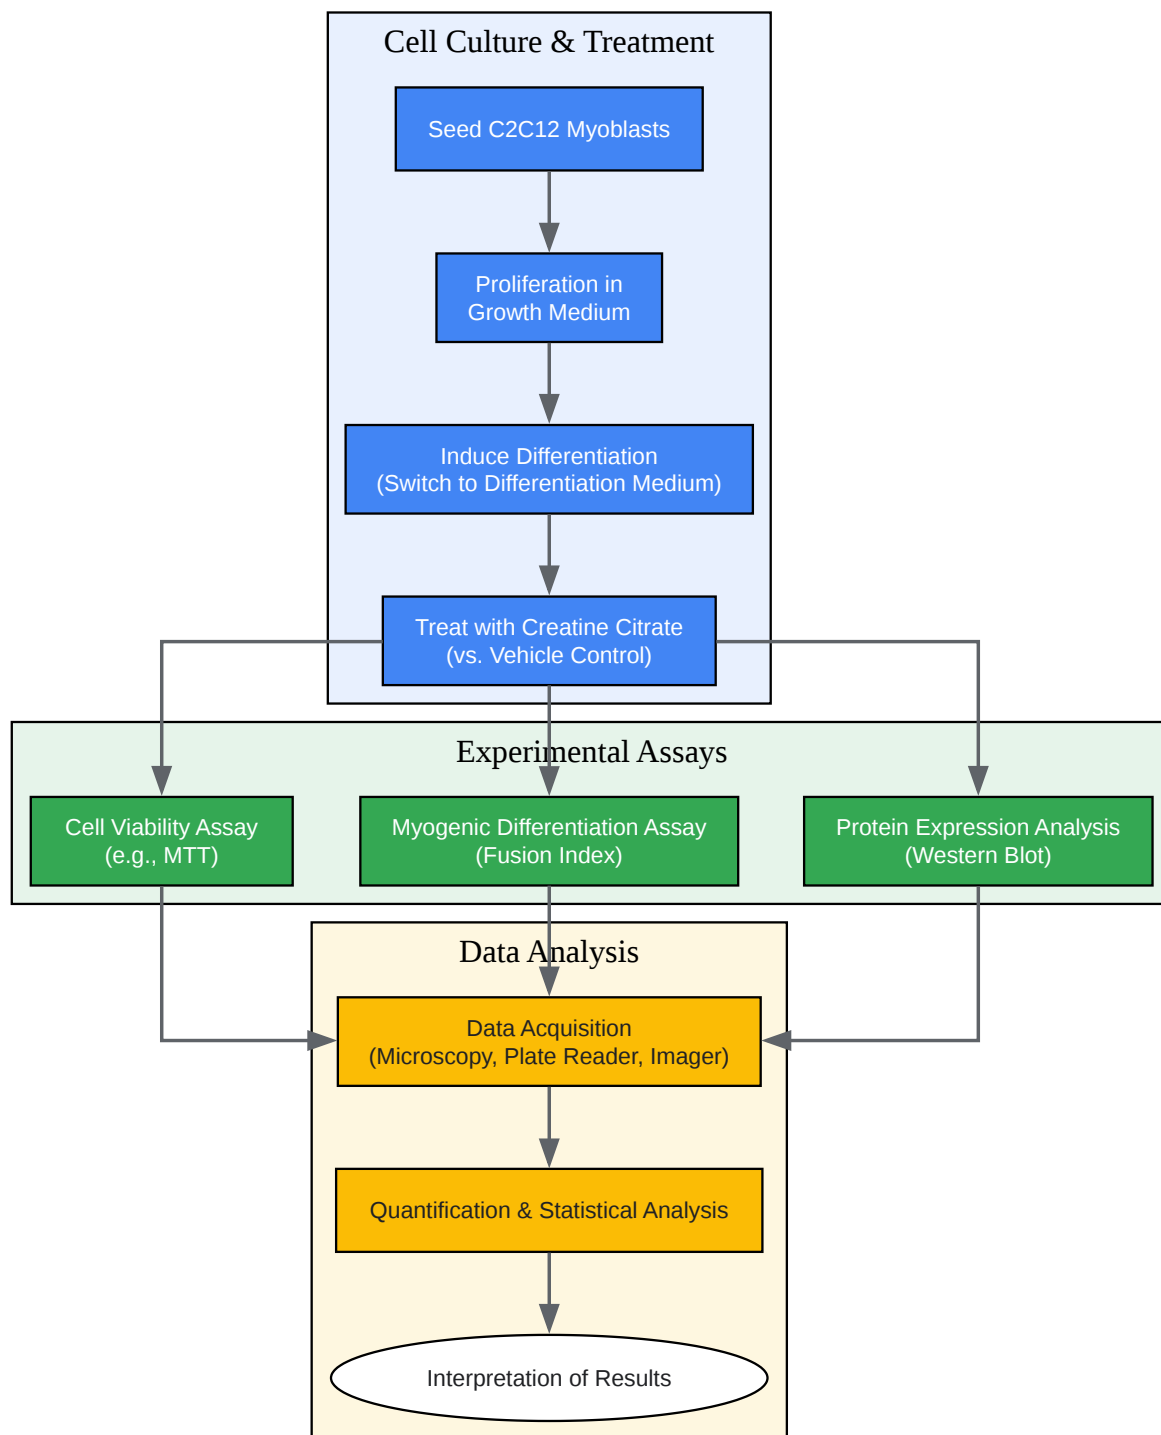 Cell Culture & Treatment
Seed C2C12 Myoblasts
Proliferation in
Growth Medium
Induce Differentiation
(Switch to Differentiation Medium)
Treat with Creatine Citrate
(vs. Vehicle Control)
Experimental Assays
Cell Viability Assay
(e.g., MTT)
Myogenic Differentiation Assay
(Fusion Index)
Protein Expression Analysis
(Western Blot)
Data Analysis
Data Acquisition
(Microscopy, Plate Reader, Imager)
Quantification & Statistical Analysis
Interpretation of Results